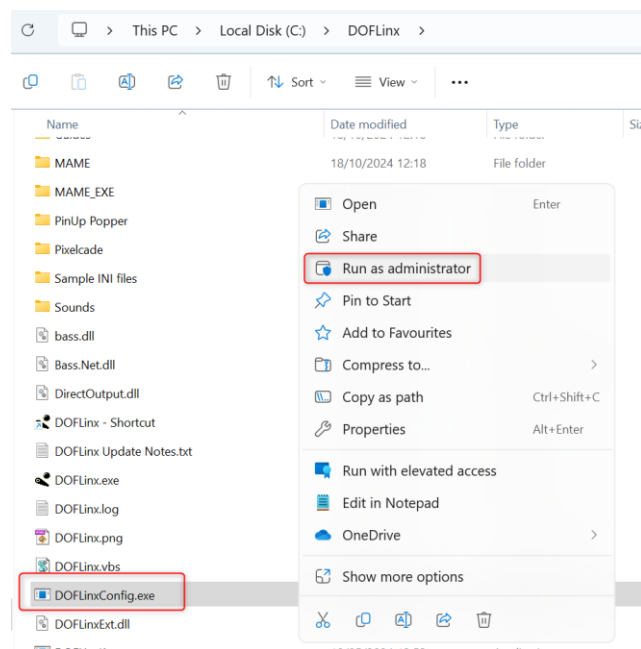 This PC > Local Disk (C:) > DOFLinx >
Sort View
Name Date modified Type
MAME 18/10/2024 12:18 File folder
MAME_EXE
PinUp Popper
Pixelcade
Sample INI files
Sounds
bass.dll
Bass.Net.dll
DirectOutput.dll
DOFLinx - Shortcut
DOFLinx Update Notes.txt
DOFLinx.exe
DOFLinx.log
DOFLinx.png
DOFLinx.vbs
DOFLinxConfig.exe
DOFLinxExt.dll
Open Enter
Share
Run as administrator
Pin to Start
Add to Favourites
Compress to...
Copy as path Ctrl+Shift+C
Properties Alt+Enter
Run with elevated access
Edit in Notepad
OneDrive
Show more options